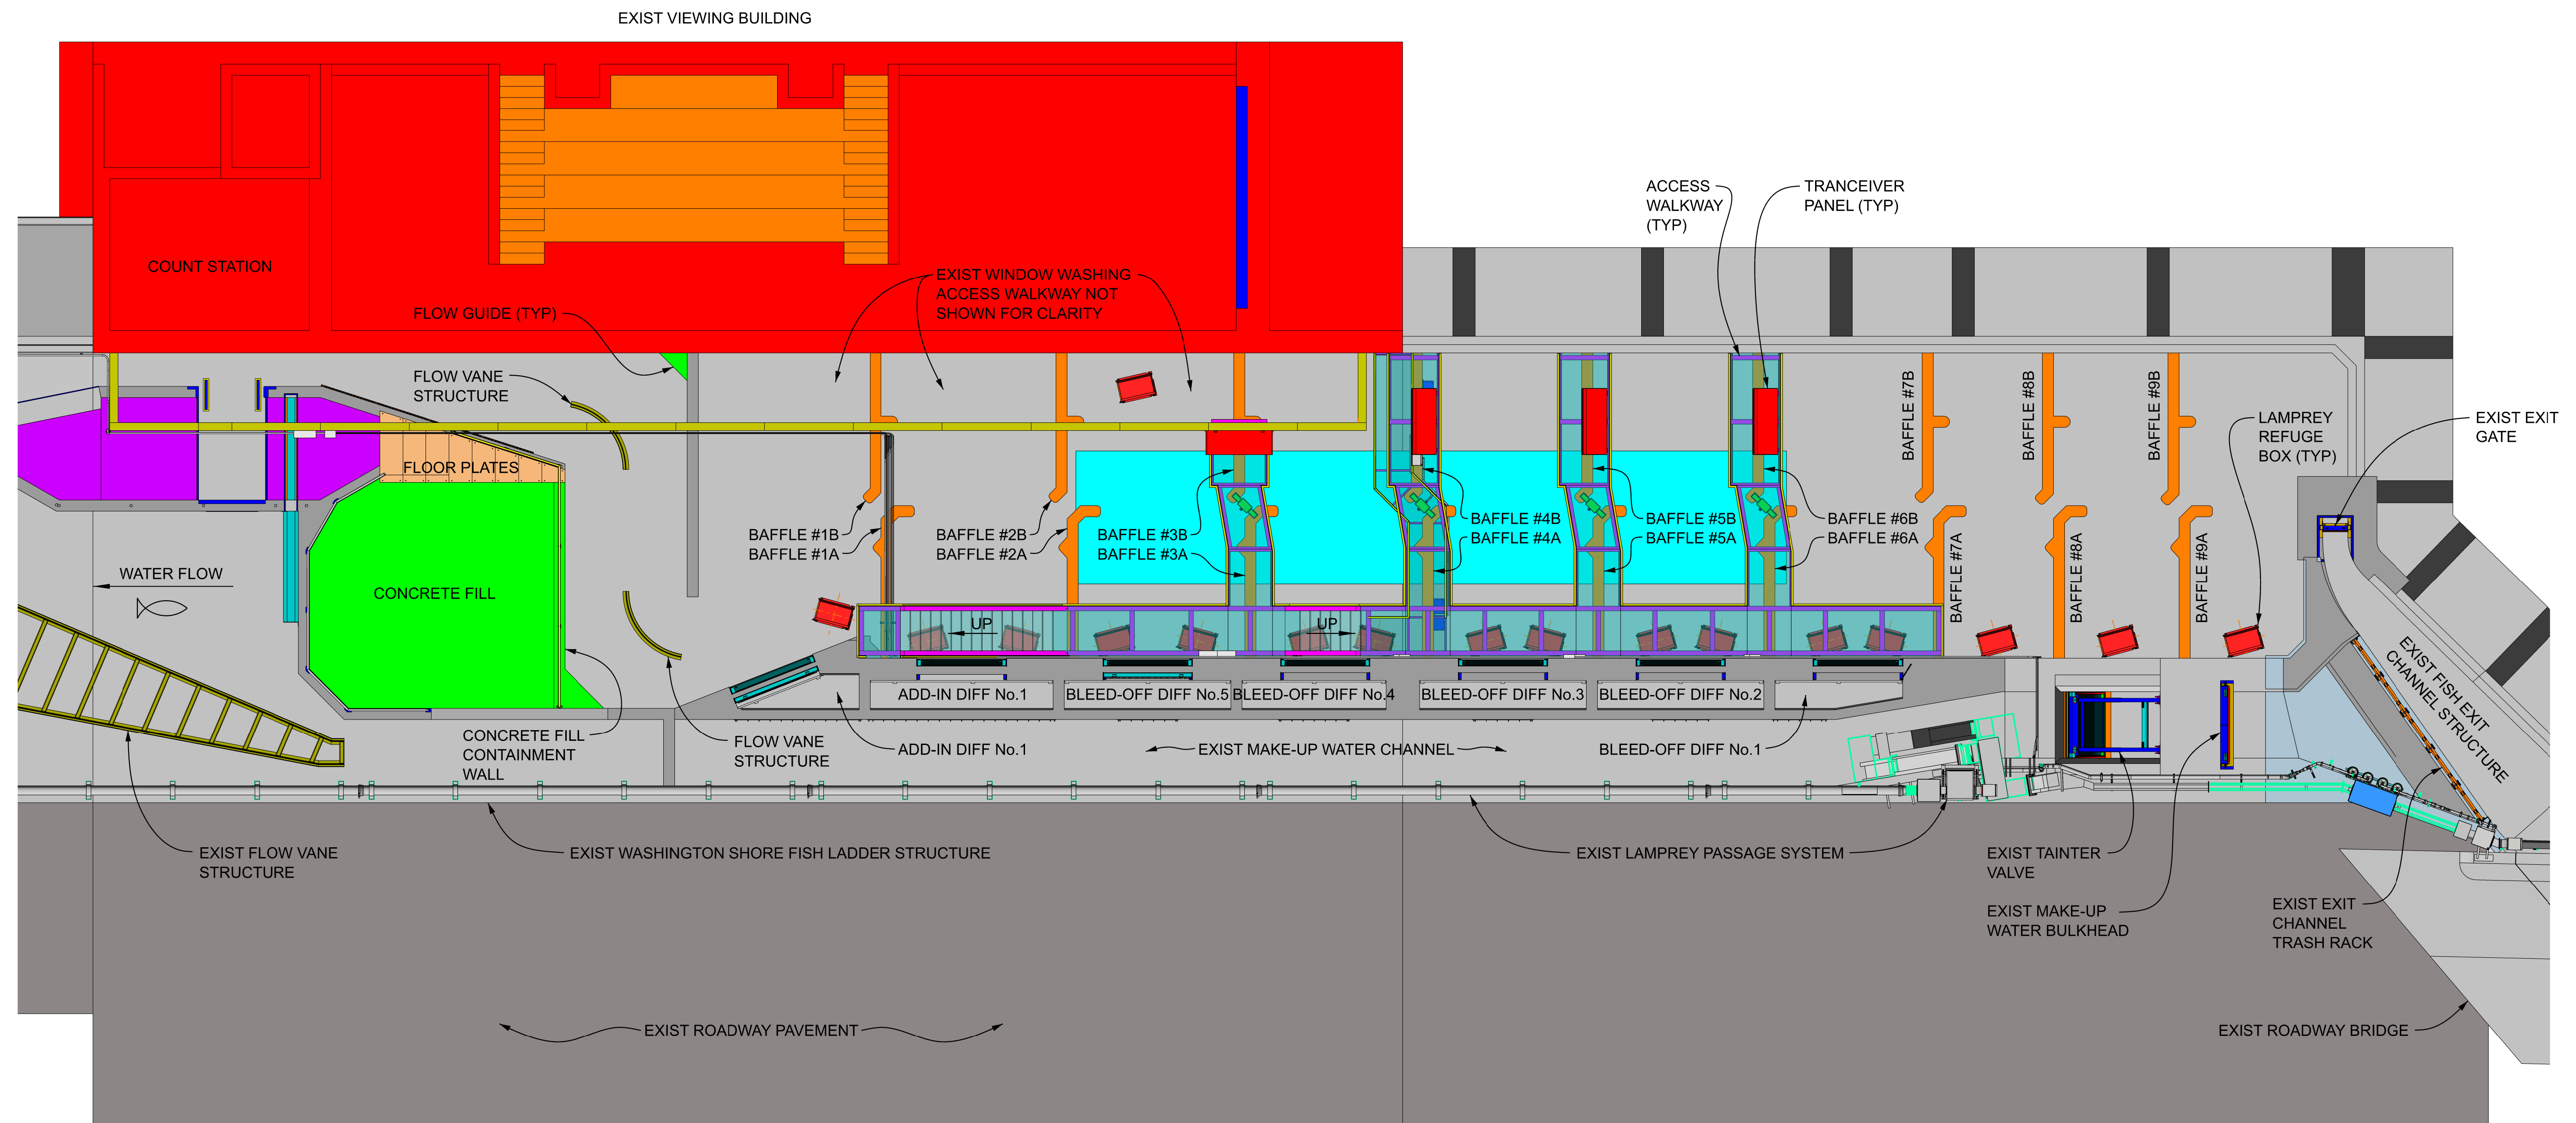 EXIST VIEWING BUILDING
ACCESS
WALKWAY
(TYP)
TRANCEIVER
PANEL (TYP)
COUNT STATION
FLOW GUIDE (TYP)
EXIST WINDOW WASHING
ACCESS WALKWAY NOT
SHOWN FOR CLARITY
FLOW VANE
STRUCTURE
BAFFLE #7B
BAFFLE #8B
BAFFLE #9B
LAMPREY
REFUGE
BOX (TYP)
EXIST EXIT
GATE
FLOOR PLATES
BAFFLE #1B
BAFFLE #1A
BAFFLE #2B
BAFFLE #2A
BAFFLE #3B
BAFFLE #3A
BAFFLE #4B
BAFFLE #4A
BAFFLE #5B
BAFFLE #5A
BAFFLE #6B
BAFFLE #6A
BAFFLE #7A
BAFFLE #8A
BAFFLE #9A
WATER FLOW
CONCRETE FILL
UP
UP
EXIST FISH EXIT
CHANNEL STRUCTURE
ADD-IN DIFF No.1
BLEED-OFF DIFF No.5
BLEED-OFF DIFF No.4
BLEED-OFF DIFF No.3
BLEED-OFF DIFF No.2
CONCRETE FILL
CONTAINMENT
WALL
FLOW VANE
STRUCTURE
ADD-IN DIFF No.1
EXIST MAKE-UP WATER CHANNEL
BLEED-OFF DIFF No.1
EXIST FLOW VANE
STRUCTURE
EXIST WASHINGTON SHORE FISH LADDER STRUCTURE
EXIST LAMPREY PASSAGE SYSTEM
EXIST TAINTER
VALVE
EXIST MAKE-UP
WATER BULKHEAD
EXIST EXIT
CHANNEL
TRASH RACK
EXIST ROADWAY PAVEMENT
EXIST ROADWAY BRIDGE